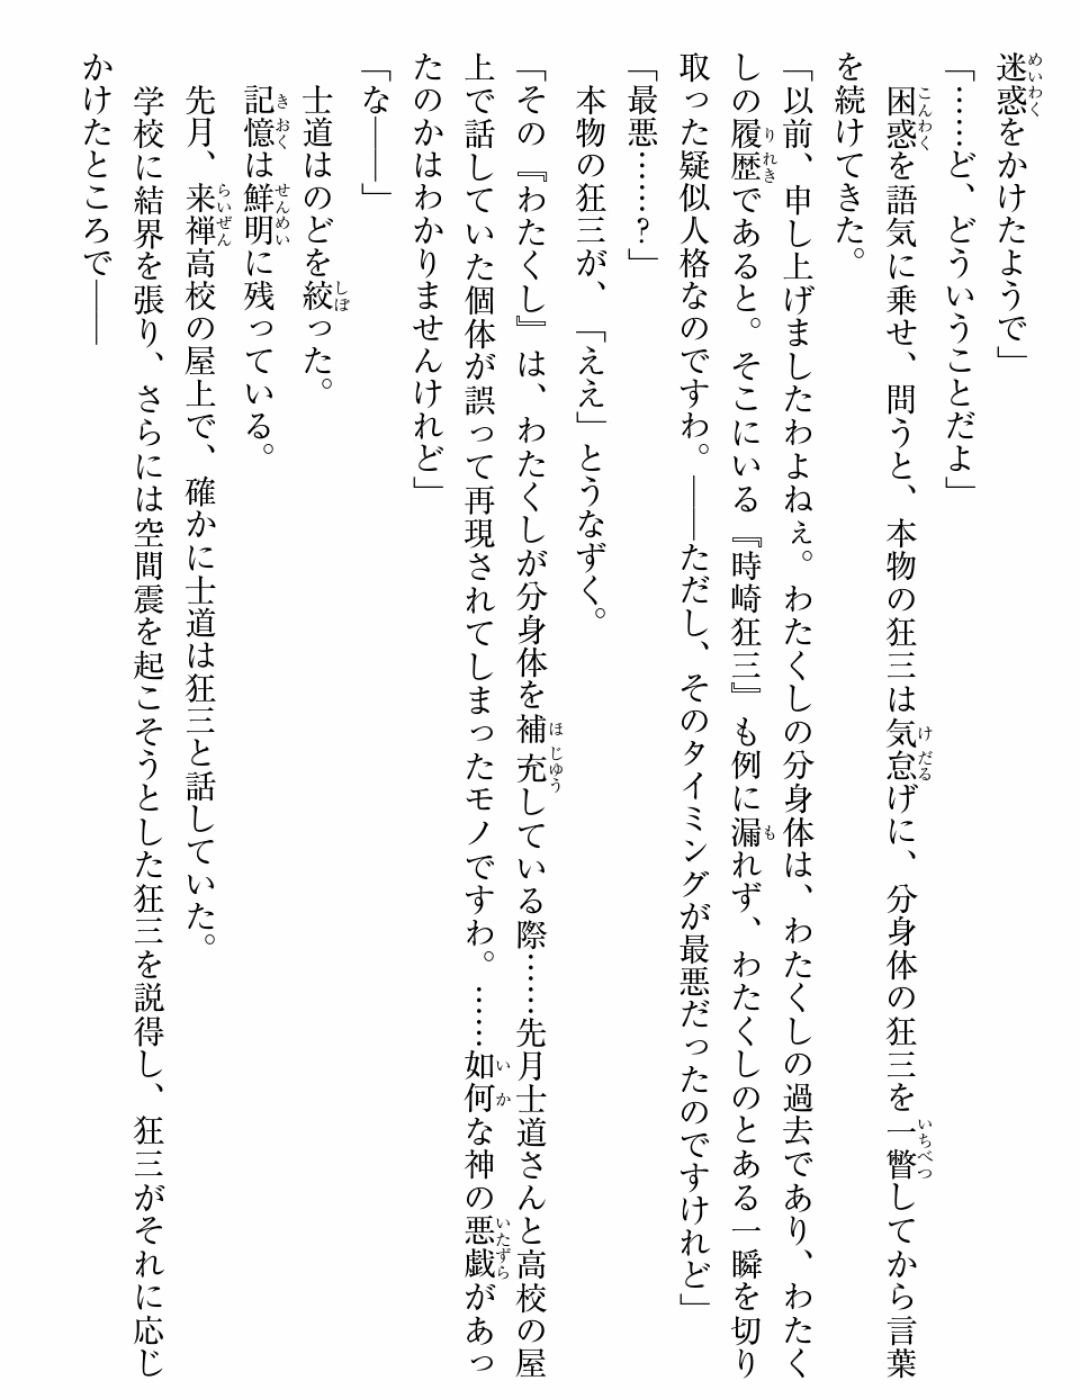 迷惑をかけたようで」
「……ど、どういうことだよ」
　困惑を語気に乗せ、問うと、本物の狂三は気怠げに、分身体の狂三を一瞥してから言葉
を続けてきた。
「以前、申し上げましたわよねぇ。わたくしの分身体は、わたくしの過去であり、わたく
しの履歴であると。そこにいる『時崎狂三』も例に漏れず、わたくしのとある一瞬を切り
取った疑似人格なのですわ。――ただし、そのタイミングが最悪だったのですけれど」
「最悪……？」
　本物の狂三が、「ええ」とうなずく。
「その『わたくし』は、わたくしが分身体を補充している際……先月士道さんと高校の屋
上で話していた個体が誤って再現されてしまったモノですわ。……如何な神の悪戯があっ
たのかはわかりませんけれど」
「な――」
　士道はのどを絞った。
　記憶は鮮明に残っている。
　先月、来禅高校の屋上で、確かに士道は狂三と話していた。
　学校に結界を張り、さらには空間震を起こそうとした狂三を説得し、狂三がそれに応じ
かけたところで――